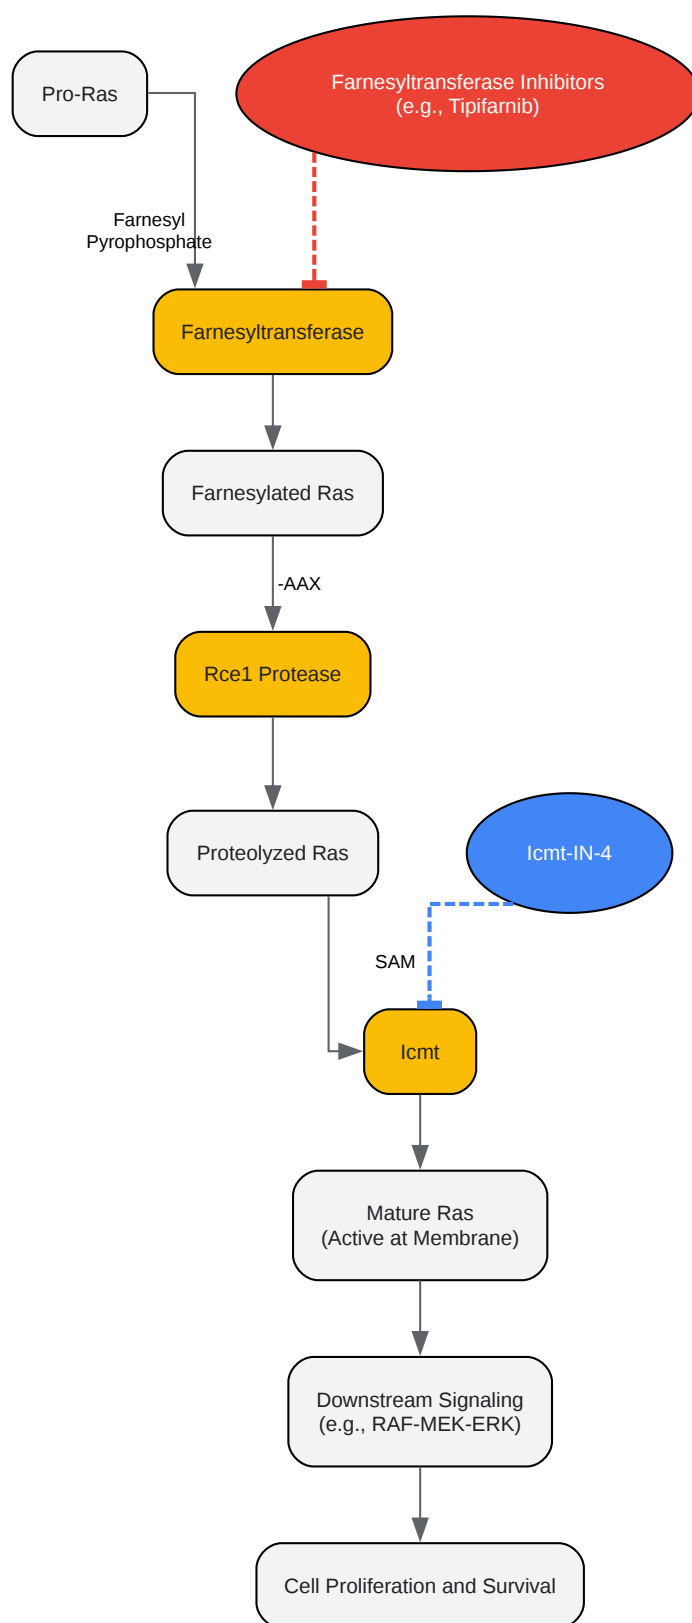 Pro-Ras
Farnesyltransferase Inhibitors
(e.g., Tipifarnib)
Farnesyl
Pyrophosphate
Farnesyltransferase
Farnesylated Ras
-AAX
Rce1 Protease
Proteolyzed Ras
Icmt-IN-4
SAM
Icmt
Mature Ras
(Active at Membrane)
Downstream Signaling
(e.g., RAF-MEK-ERK)
Cell Proliferation and Survival